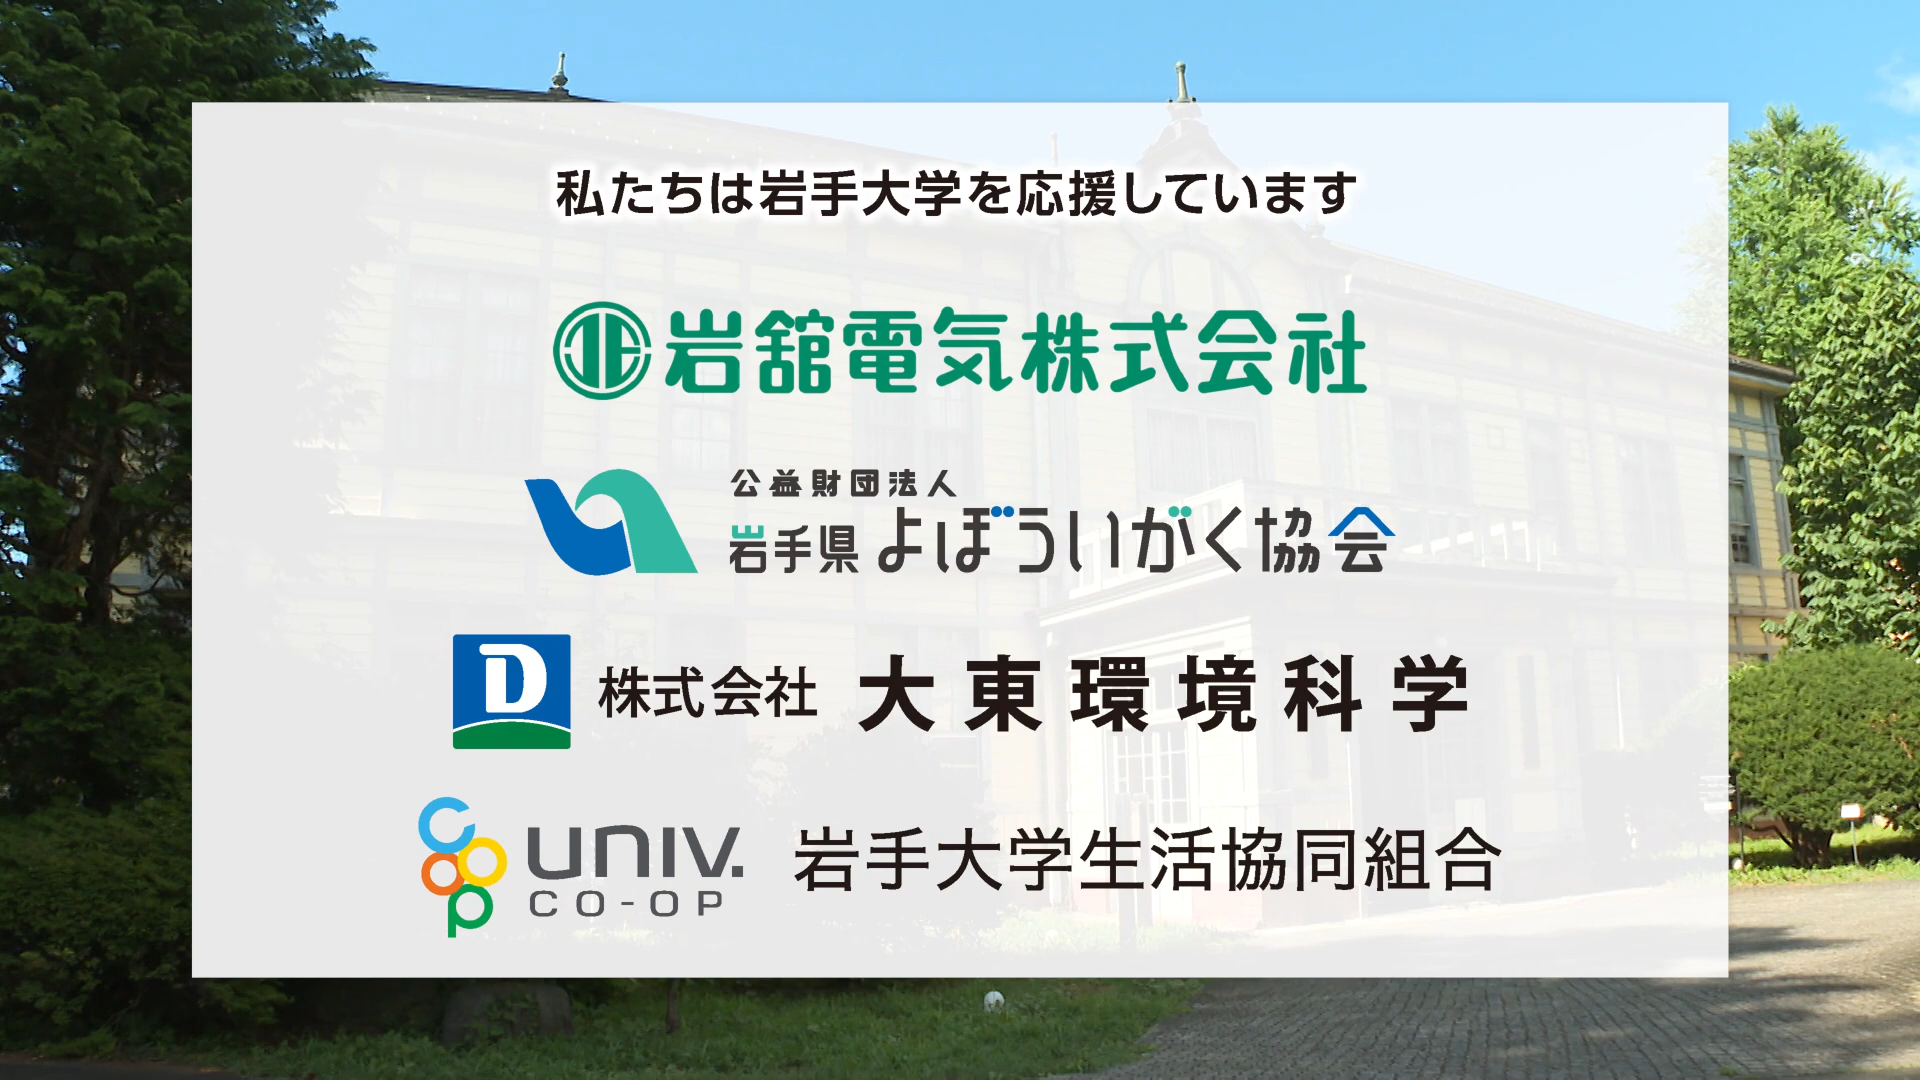 私たちは岩手大学を応援しています
岩舘電気株式会社
公益財団法人
岩手県よぼういがく協会
D 株式会社 大東環境科学
coop univ. CO-OP 岩手大学生活協同組合